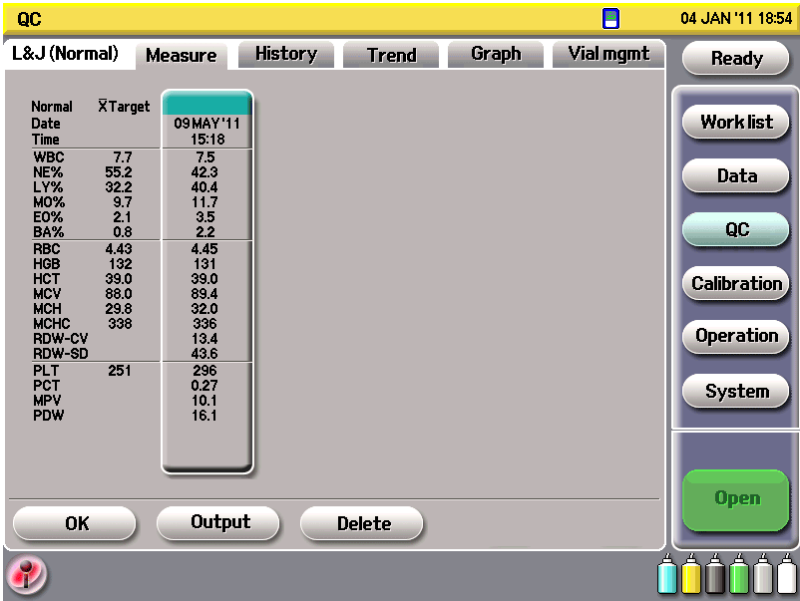 QC 04 JAN '11 18:54
L&J (Normal) Measure History Trend Graph Vial mgmt Ready
Normal X̄Target
Date 09 MAY '11
Time 15:18
WBC 7.7 7.5
NE% 55.2 42.3
LY% 32.2 40.4
MO% 9.7 11.7
EO% 2.1 3.5
BA% 0.8 2.2
RBC 4.43 4.45
HGB 132 131
HCT 39.0 39.0
MCV 88.0 89.4
MCH 29.8 32.0
MCHC 338 336
RDW-CV 13.4
RDW-SD 43.6
PLT 251 296
PCT 0.27
MPV 10.1
PDW 16.1
OK Output Delete
Work list
Data
QC
Calibration
Operation
System
Open